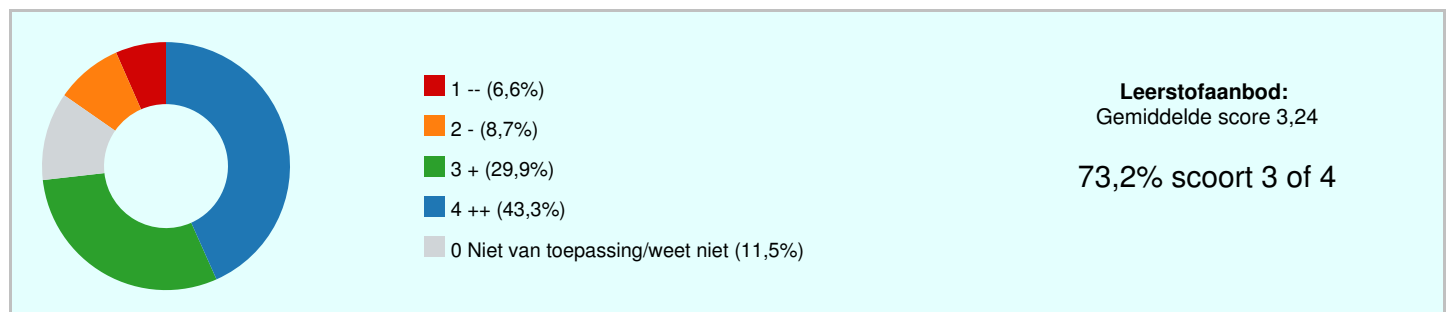 1 -- (6,6%)
2 - (8,7%)
3 + (29,9%)
4 ++ (43,3%)
0 Niet van toepassing/weet niet (11,5%)
Leerstofaanbod:
Gemiddelde score 3,24
73,2% scoort 3 of 4